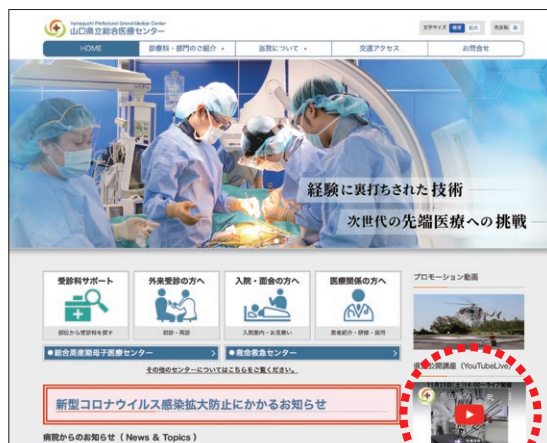 Yamaguchi Prefectural Grand Medical Center
山口県立総合医療センター
文字サイズ 標準 拡大 色反転
HOME 診療科・部門のご紹介 当院について 交通アクセス お問合せ
経験に裏打ちされた技術
次世代の先端医療への挑戦
受診科サポート 外来受診の方へ 入院・面会の方へ 医療関係の方へ
部位から受診科を探す 初診・再診 入院案内・お見舞い 患者紹介・研修・採用
●総合周産期母子医療センター ●救命救急センター
その他のセンターについてはこちらをご覧ください。
プロモーション動画
公開講座（YouTubeLive）
新型コロナウイルス感染拡大防止にかかるお知らせ
病院からのお知らせ（ News & Topics ）